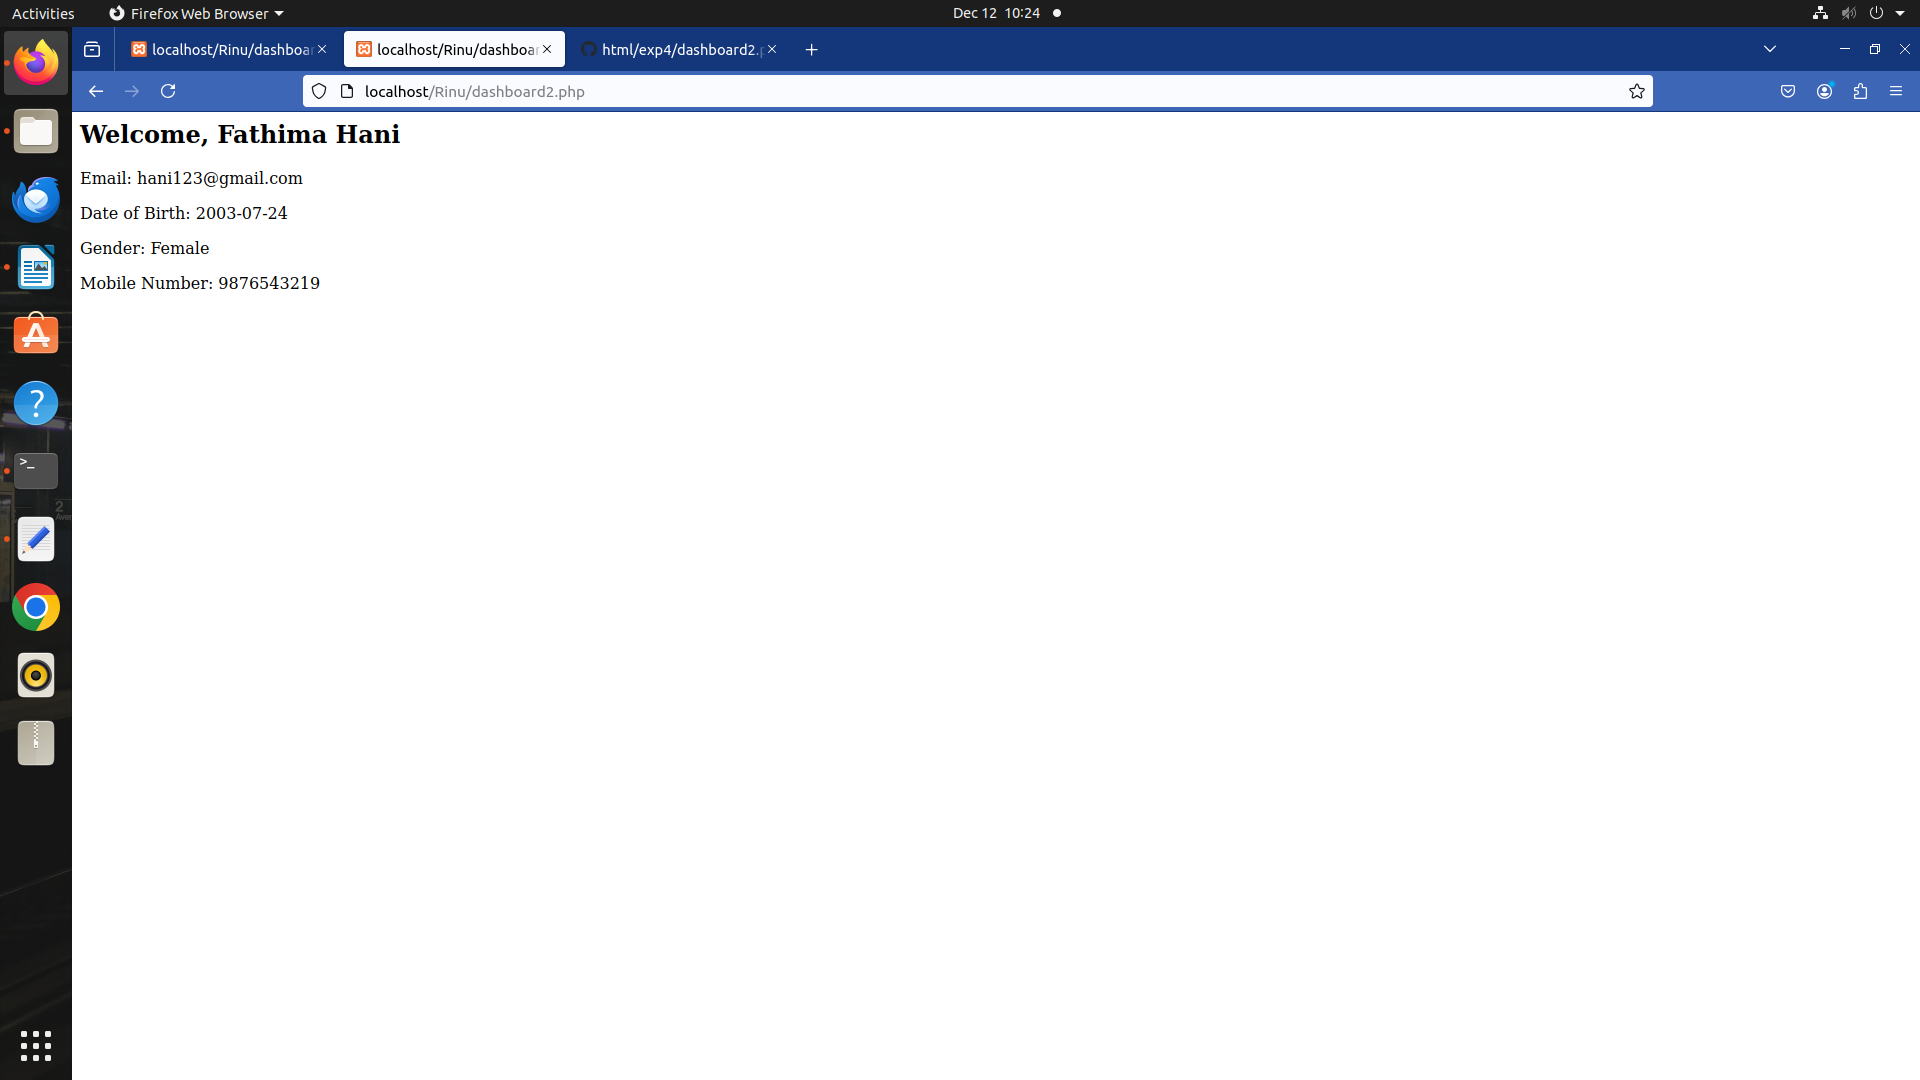 Activities
Firefox Web Browser
Dec 12 10:24
localhost/Rinu/dashboar
localhost/Rinu/dashboar
html/exp4/dashboard2.p
localhost/Rinu/dashboard2.php
Welcome, Fathima Hani
Email: hani123@gmail.com
Date of Birth: 2003-07-24
Gender: Female
Mobile Number: 9876543219
>_
2
Aven